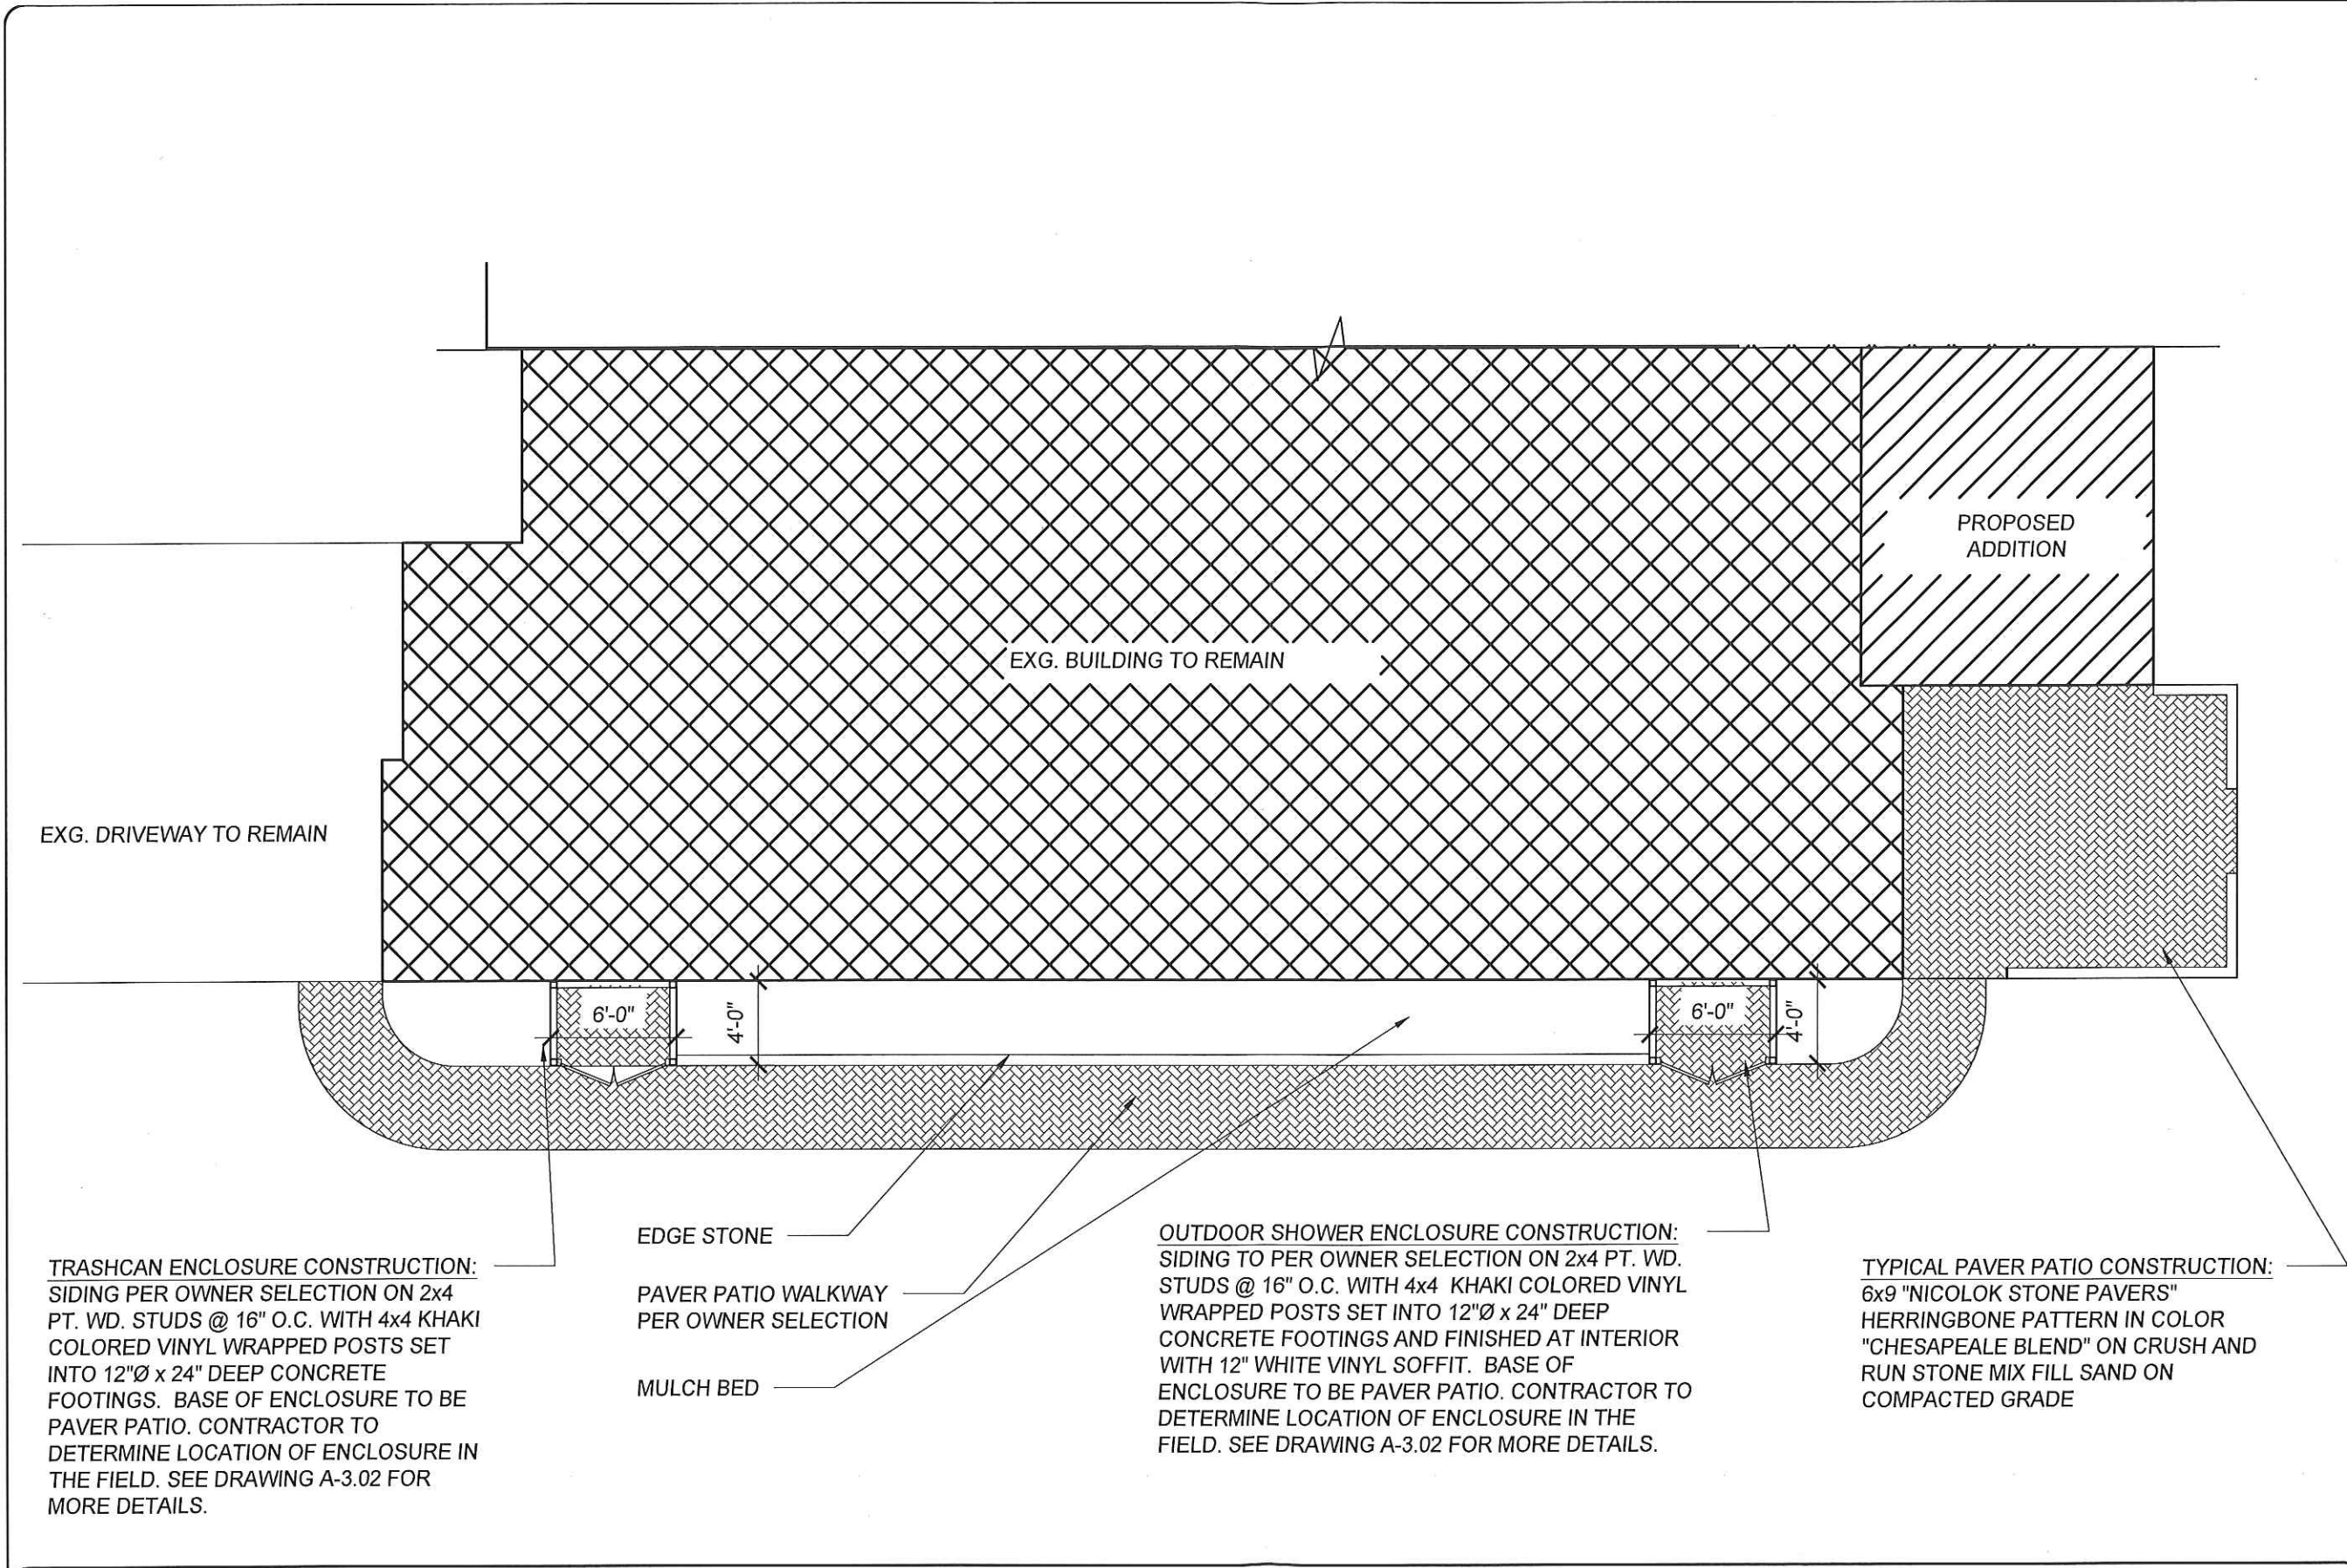 PROPOSED
ADDITION
EXG. BUILDING TO REMAIN
EXG. DRIVEWAY TO REMAIN
6'-0"
4'-0"
6'-0"
4'-0"
TRASHCAN ENCLOSURE CONSTRUCTION:
SIDING PER OWNER SELECTION ON 2x4
PT. WD. STUDS @ 16" O.C. WITH 4x4 KHAKI
COLORED VINYL WRAPPED POSTS SET
INTO 12"Ø x 24" DEEP CONCRETE
FOOTINGS. BASE OF ENCLOSURE TO BE
PAVER PATIO. CONTRACTOR TO
DETERMINE LOCATION OF ENCLOSURE IN
THE FIELD. SEE DRAWING A-3.02 FOR
MORE DETAILS.
EDGE STONE
PAVER PATIO WALKWAY
PER OWNER SELECTION
MULCH BED
OUTDOOR SHOWER ENCLOSURE CONSTRUCTION:
SIDING TO PER OWNER SELECTION ON 2x4 PT. WD.
STUDS @ 16" O.C. WITH 4x4 KHAKI COLORED VINYL
WRAPPED POSTS SET INTO 12"Ø x 24" DEEP
CONCRETE FOOTINGS AND FINISHED AT INTERIOR
WITH 12" WHITE VINYL SOFFIT. BASE OF
ENCLOSURE TO BE PAVER PATIO. CONTRACTOR TO
DETERMINE LOCATION OF ENCLOSURE IN THE
FIELD. SEE DRAWING A-3.02 FOR MORE DETAILS.
TYPICAL PAVER PATIO CONSTRUCTION:
6x9 "NICOLOK STONE PAVERS"
HERRINGBONE PATTERN IN COLOR
"CHESAPEALE BLEND" ON CRUSH AND
RUN STONE MIX FILL SAND ON
COMPACTED GRADE